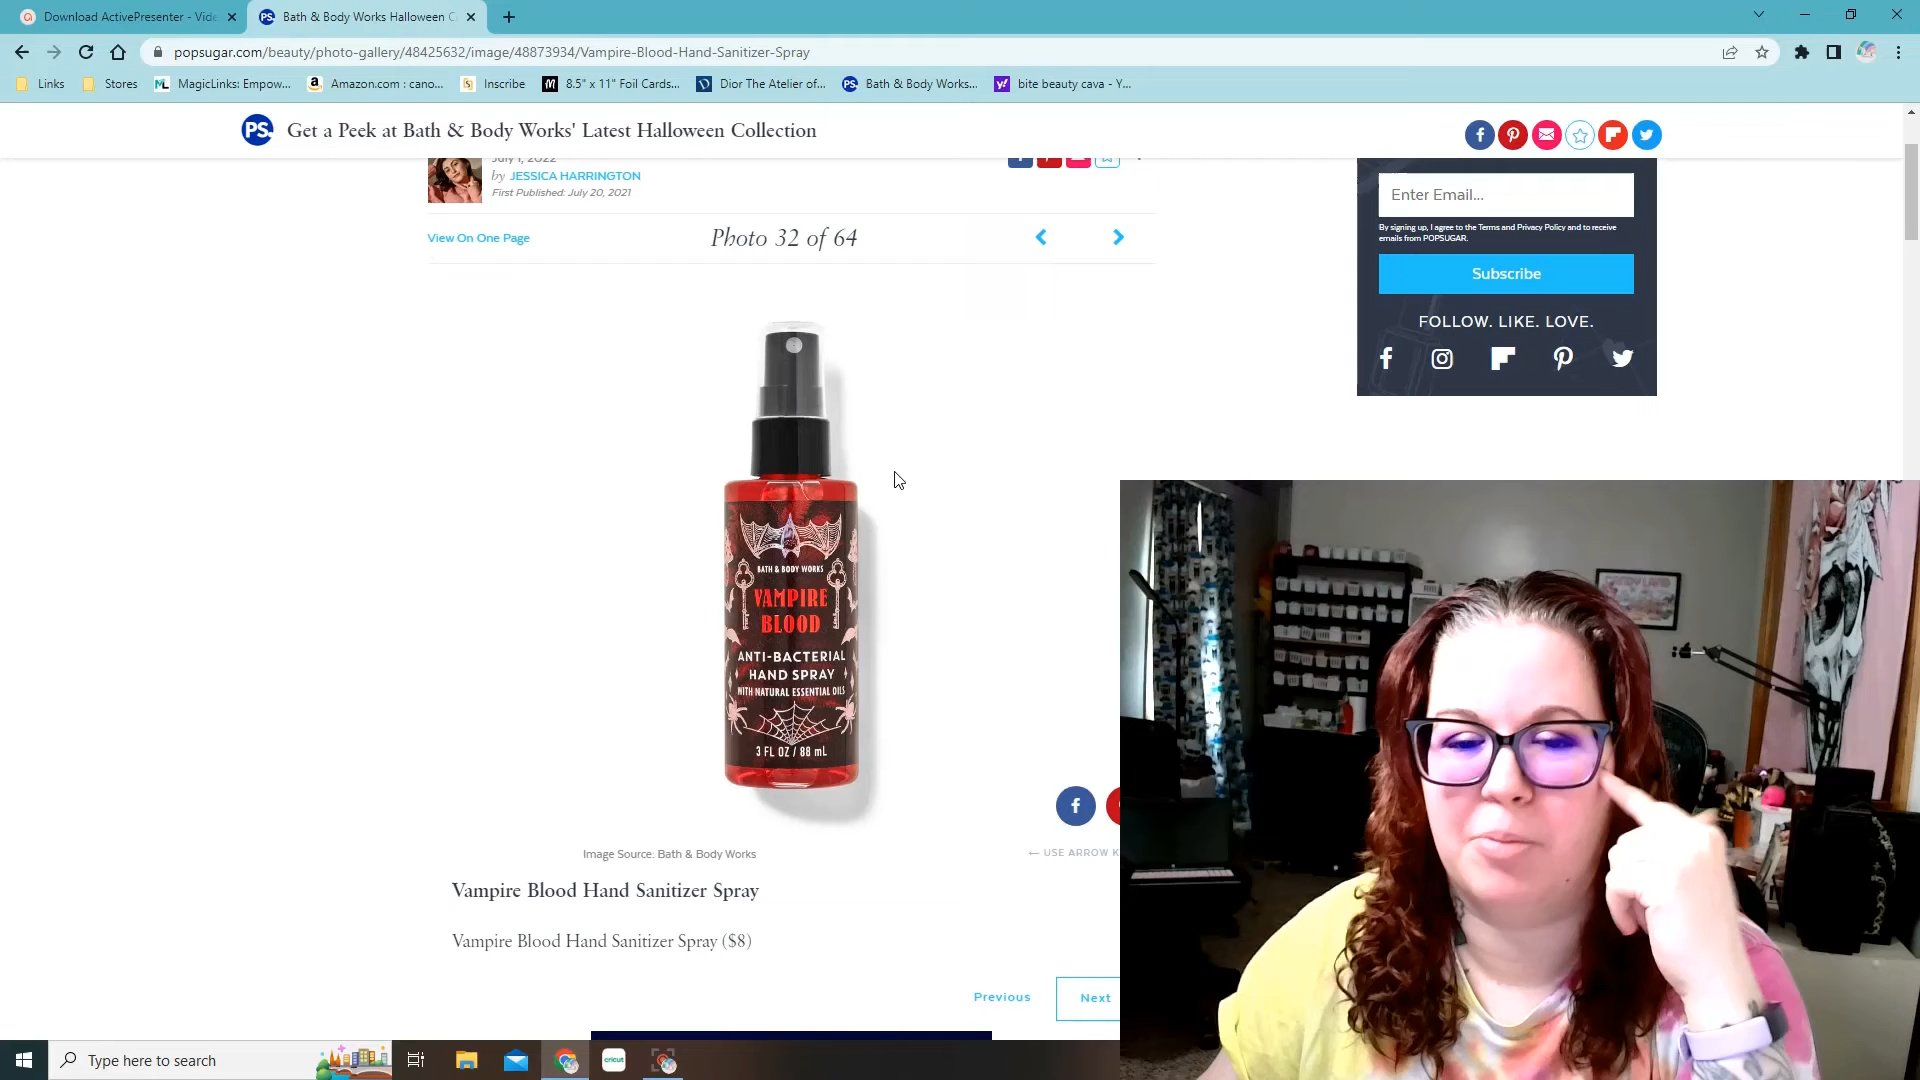 Download ActivePresenter - Vide
Bath & Body Works Halloween C
popsugar.com/beauty/photo-gallery/48425632/image/48873934/Vampire-Blood-Hand-Sanitizer-Spray
Links
Stores
MagicLinks: Empow...
Amazon.com : cano...
Inscribe
8.5" x 11" Foil Cards...
Dior The Atelier of...
Bath & Body Works...
bite beauty cava - Y...
PS. Get a Peek at Bath & Body Works' Latest Halloween Collection
July 1, 2022
by JESSICA HARRINGTON
First Published: July 20, 2021
View On One Page
Photo 32 of 64
Enter Email...
By signing up, I agree to the Terms and Privacy Policy and to receive
emails from POPSUGAR.
Subscribe
FOLLOW. LIKE. LOVE.
BATH & BODY WORKS
VAMPIRE
BLOOD
ANTI-BACTERIAL
HAND SPRAY
WITH NATURAL ESSENTIAL OILS
3 FL OZ / 88 mL
Image Source: Bath & Body Works
← USE ARROW K
Vampire Blood Hand Sanitizer Spray
Vampire Blood Hand Sanitizer Spray ($8)
Previous
Next
Type here to search
cricut